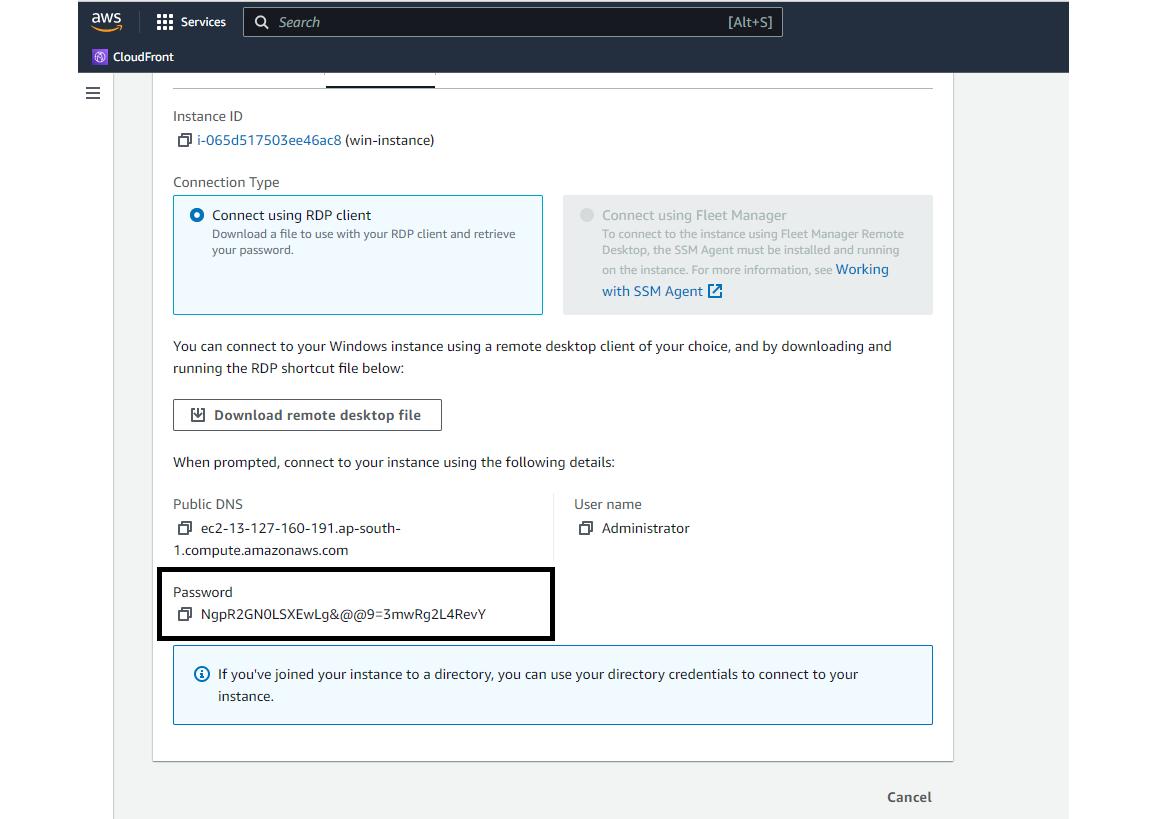 aws
Services
Search
[Alt+S]
CloudFront
Instance ID
i-065d517503ee46ac8 (win-instance)
Connection Type
Connect using RDP client
Download a file to use with your RDP client and retrieve
your password.
Connect using Fleet Manager
To connect to the instance using Fleet Manager Remote
Desktop, the SSM Agent must be installed and running
on the instance. For more information, see Working
with SSM Agent
You can connect to your Windows instance using a remote desktop client of your choice, and by downloading and
running the RDP shortcut file below:
Download remote desktop file
When prompted, connect to your instance using the following details:
Public DNS
ec2-13-127-160-191.ap-south-
1.compute.amazonaws.com
User name
Administrator
Password
NgpR2GN0LSXEwLg&@@9=3mwRg2L4RevY
If you've joined your instance to a directory, you can use your directory credentials to connect to your
instance.
Cancel